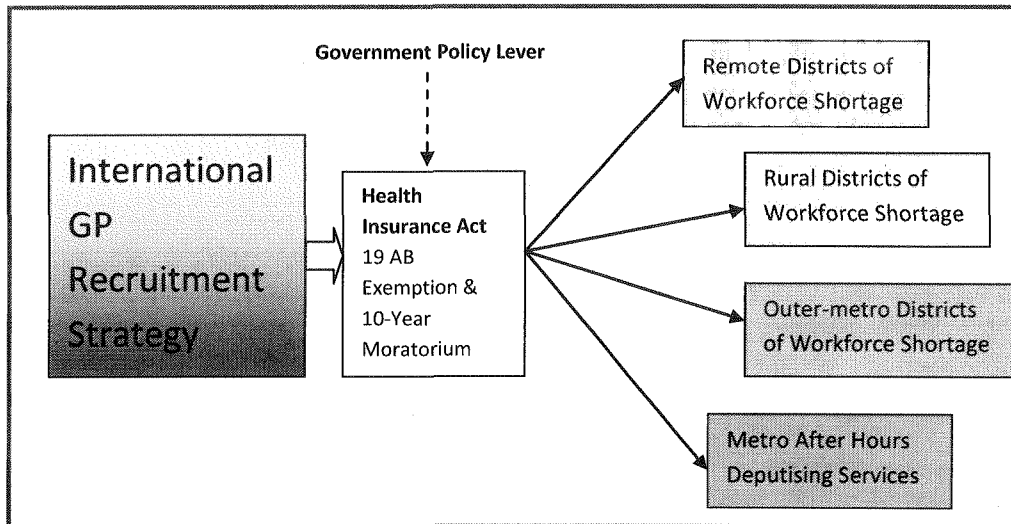 Government Policy Lever
International
GP
Recruitment
Strategy
Health
Insurance Act
19 AB
Exemption &
10-Year
Moratorium
Remote Districts of
Workforce Shortage
Rural Districts of
Workforce Shortage
Outer-metro Districts
of Workforce Shortage
Metro After Hours
Deputising Services